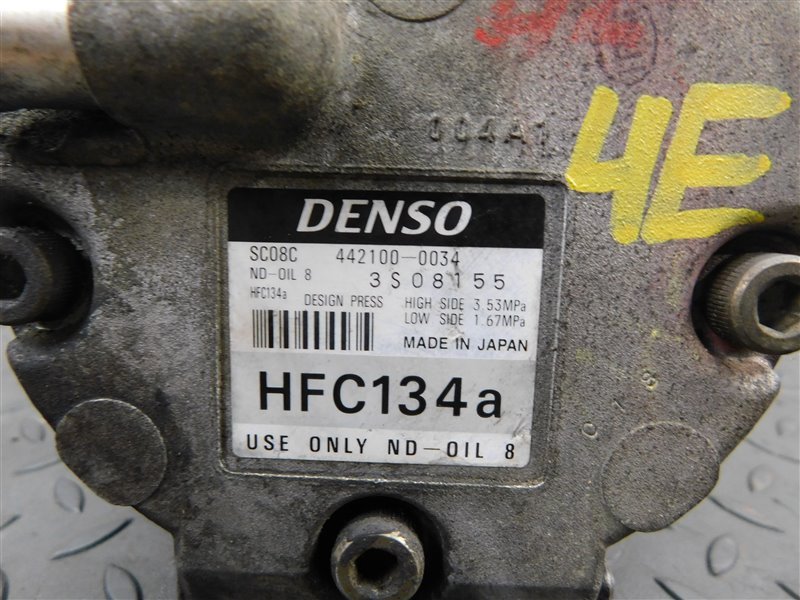 004A1
4E
DENSO
SC08C 442100-0034
ND-OIL 8 3S08155
HFC134a DESIGN PRESS HIGH SIDE 3.53MPa
LOW SIDE 1.67MPa
MADE IN JAPAN
HFC134a
USE ONLY ND-OIL 8